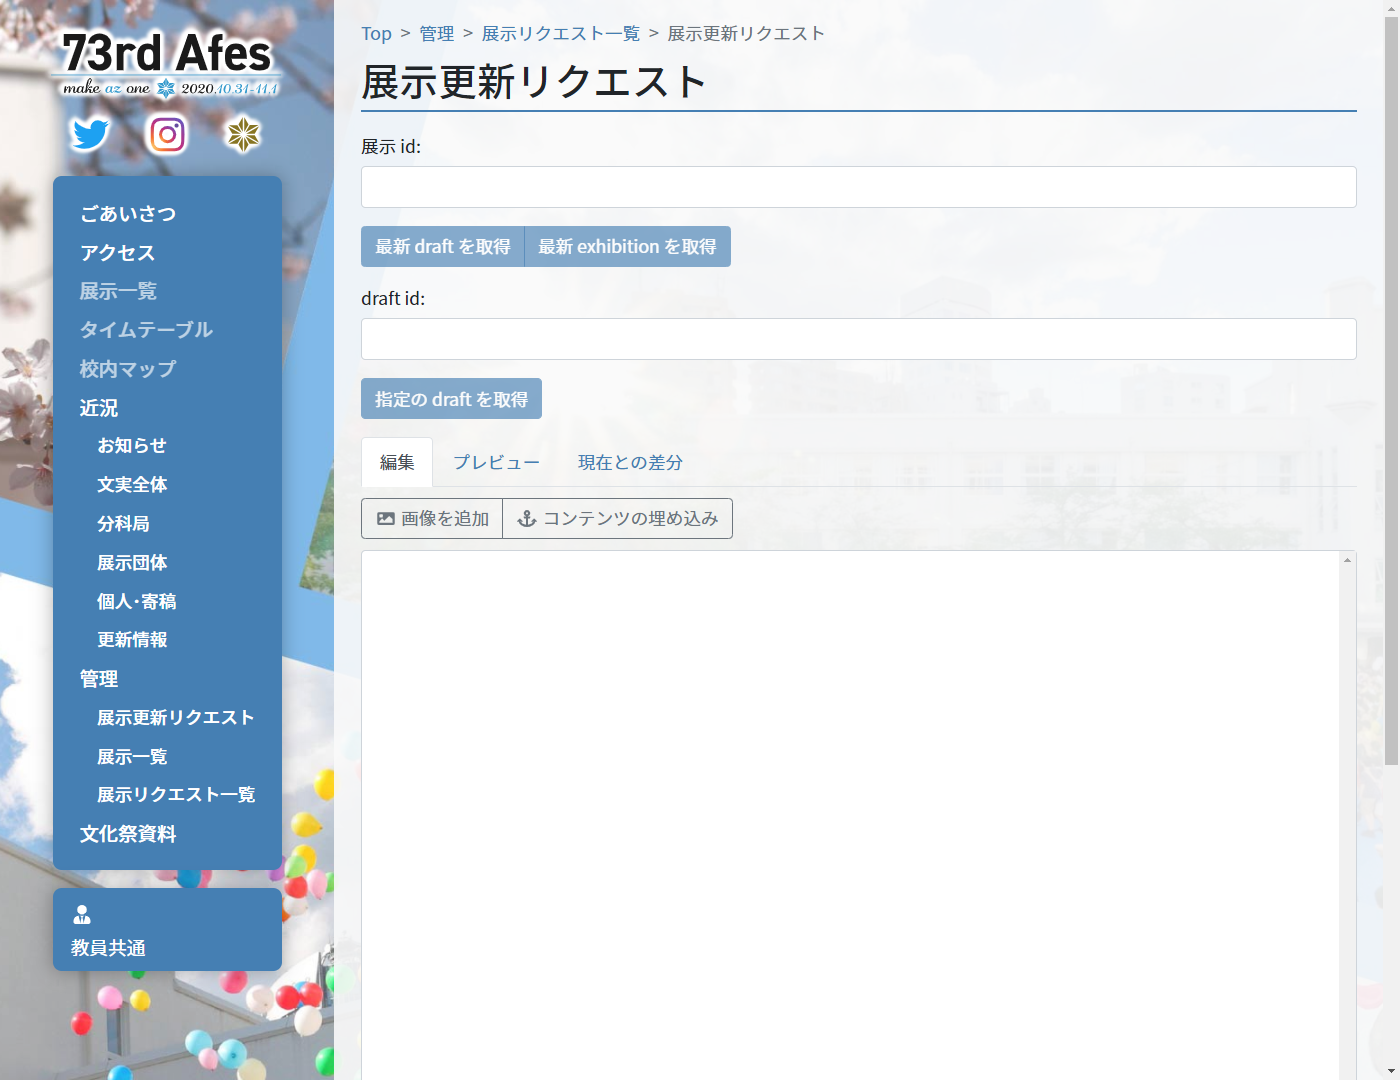 73rd Afes
make az one 2020.10.31-11.1
ごあいさつ
アクセス
展示一覧
タイムテーブル
校内マップ
近況
お知らせ
文実全体
分科局
展示団体
個人･寄稿
更新情報
管理
展示更新リクエスト
展示一覧
展示リクエスト一覧
文化祭資料
教員共通
Top > 管理 > 展示リクエスト一覧 > 展示更新リクエスト
展示更新リクエスト
展示 id:
最新 draft を取得 最新 exhibition を取得
draft id:
指定の draft を取得
編集 プレビュー 現在との差分
画像を追加 コンテンツの埋め込み